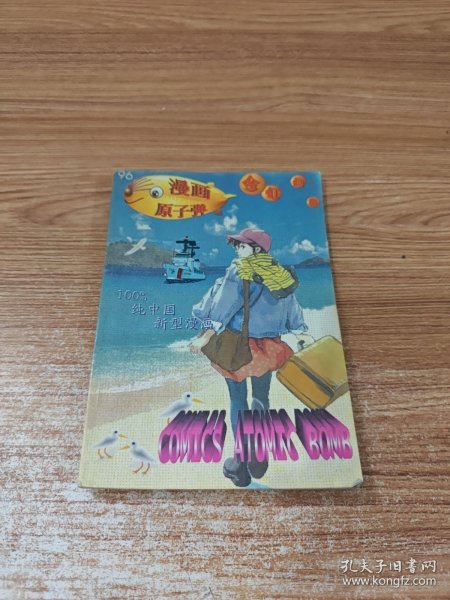 96
漫画
原子弹
100%
纯中国
新型漫画
COMICS ATOMIC BOMB
孔夫子旧书网
www.kongfz.com